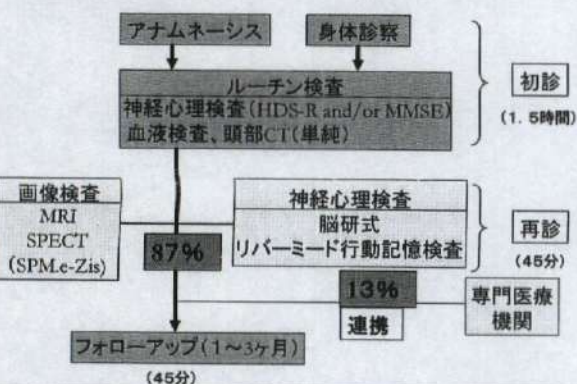 アナムネーシス
身体診察
ルーチン検査
神経心理検査(HDS-R and/or MMSE)
血液検査、頭部CT(単純)
初診
(1. 5時間)
画像検査
MRI
SPECT
(SPM.e-Zis)
神経心理検査
脳研式
リバーミード行動記憶検査
再診
(45分)
87%
13%
連携
専門医療
機関
フォローアップ(1～3ヶ月)
(45分)